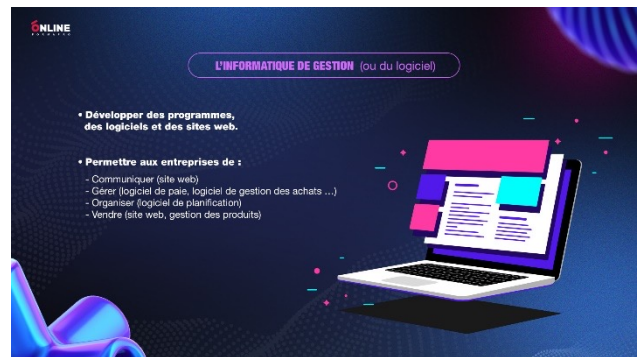 ONLINE
FORMAPRO
L'INFORMATIQUE DE GESTION (ou du logiciel)
• Développer des programmes,
des logiciels et des sites web.
• Permettre aux entreprises de :
- Communiquer (site web)
- Gérer (logiciel de paie, logiciel de gestion des achats ...)
- Organiser (logiciel de planification)
- Vendre (site web, gestion des produits)